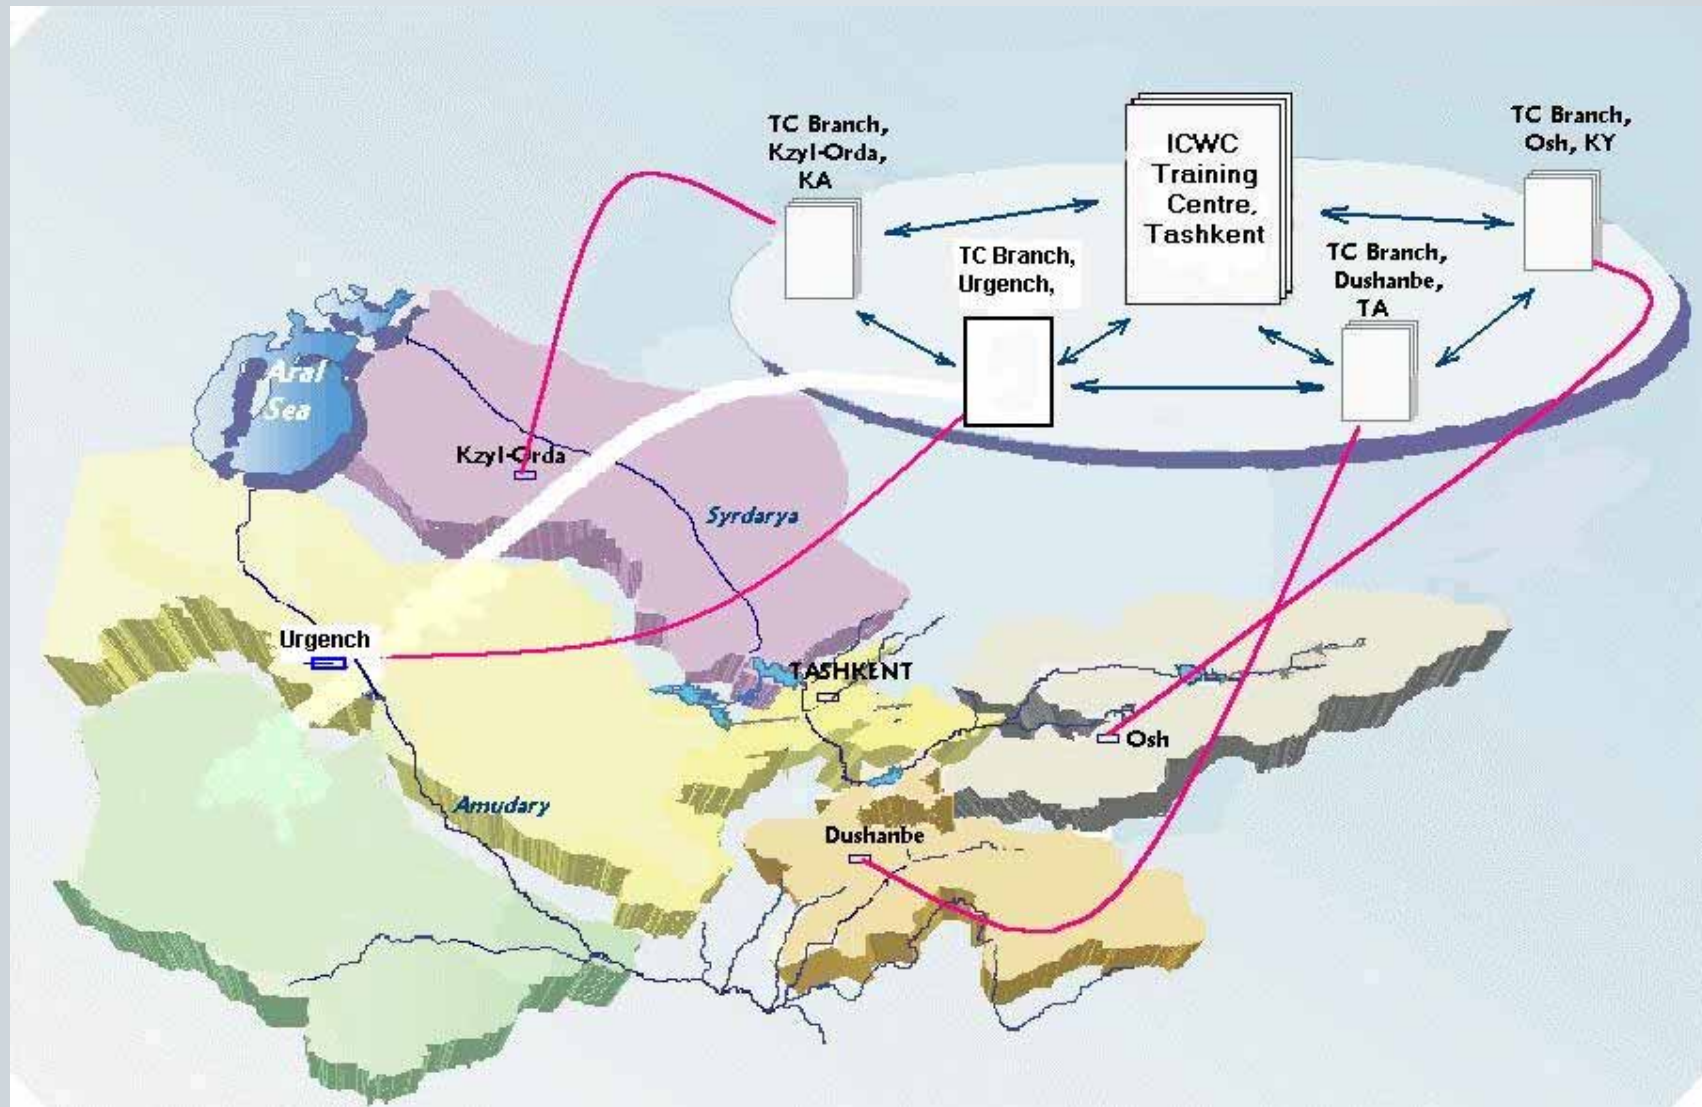 TC Branch,
Kzyl-Orda,
KA
ICWC
Training
Centre,
Tashkent
TC Branch,
Osh, KY
TC Branch,
Urgench,
TC Branch,
Dushanbe,
TA
Aral
Sea
Kzyl-Orda
Syrdarya
Urgench
TASHKENT
Osh
Amudary
Dushanbe